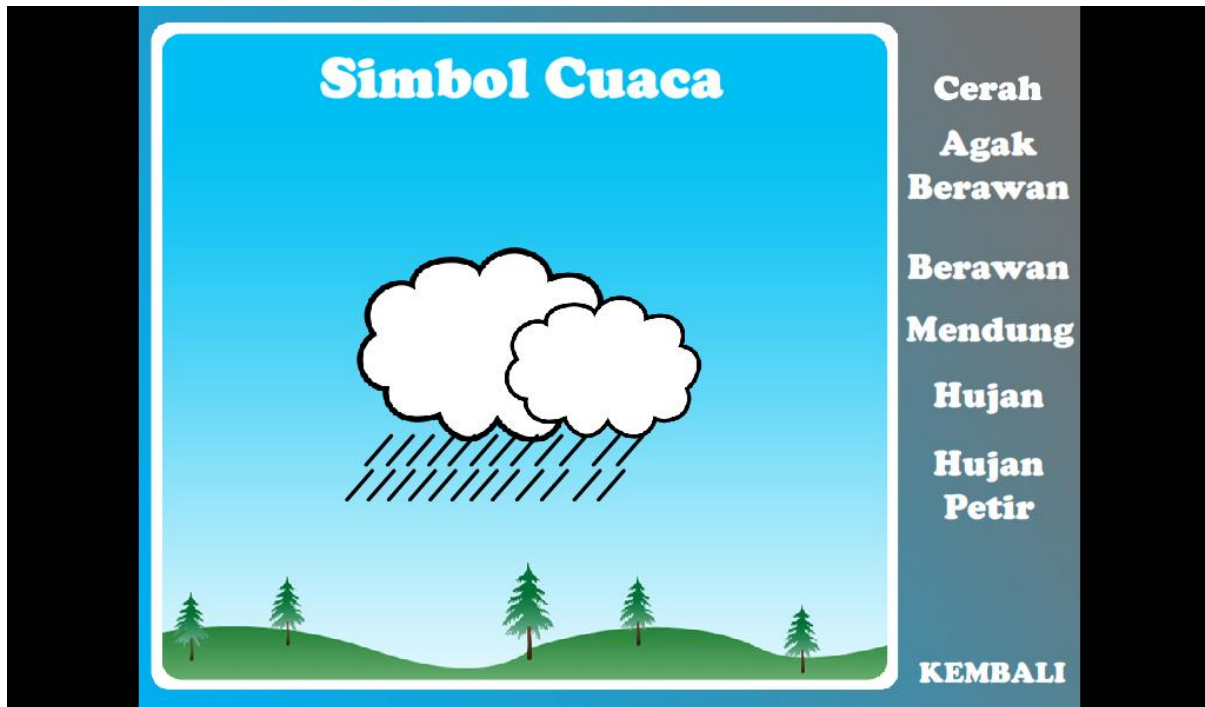 Simbol Cuaca
Cerah
Agak
Berawan
Berawan
Mendung
Hujan
Hujan
Petir
KEMBALI